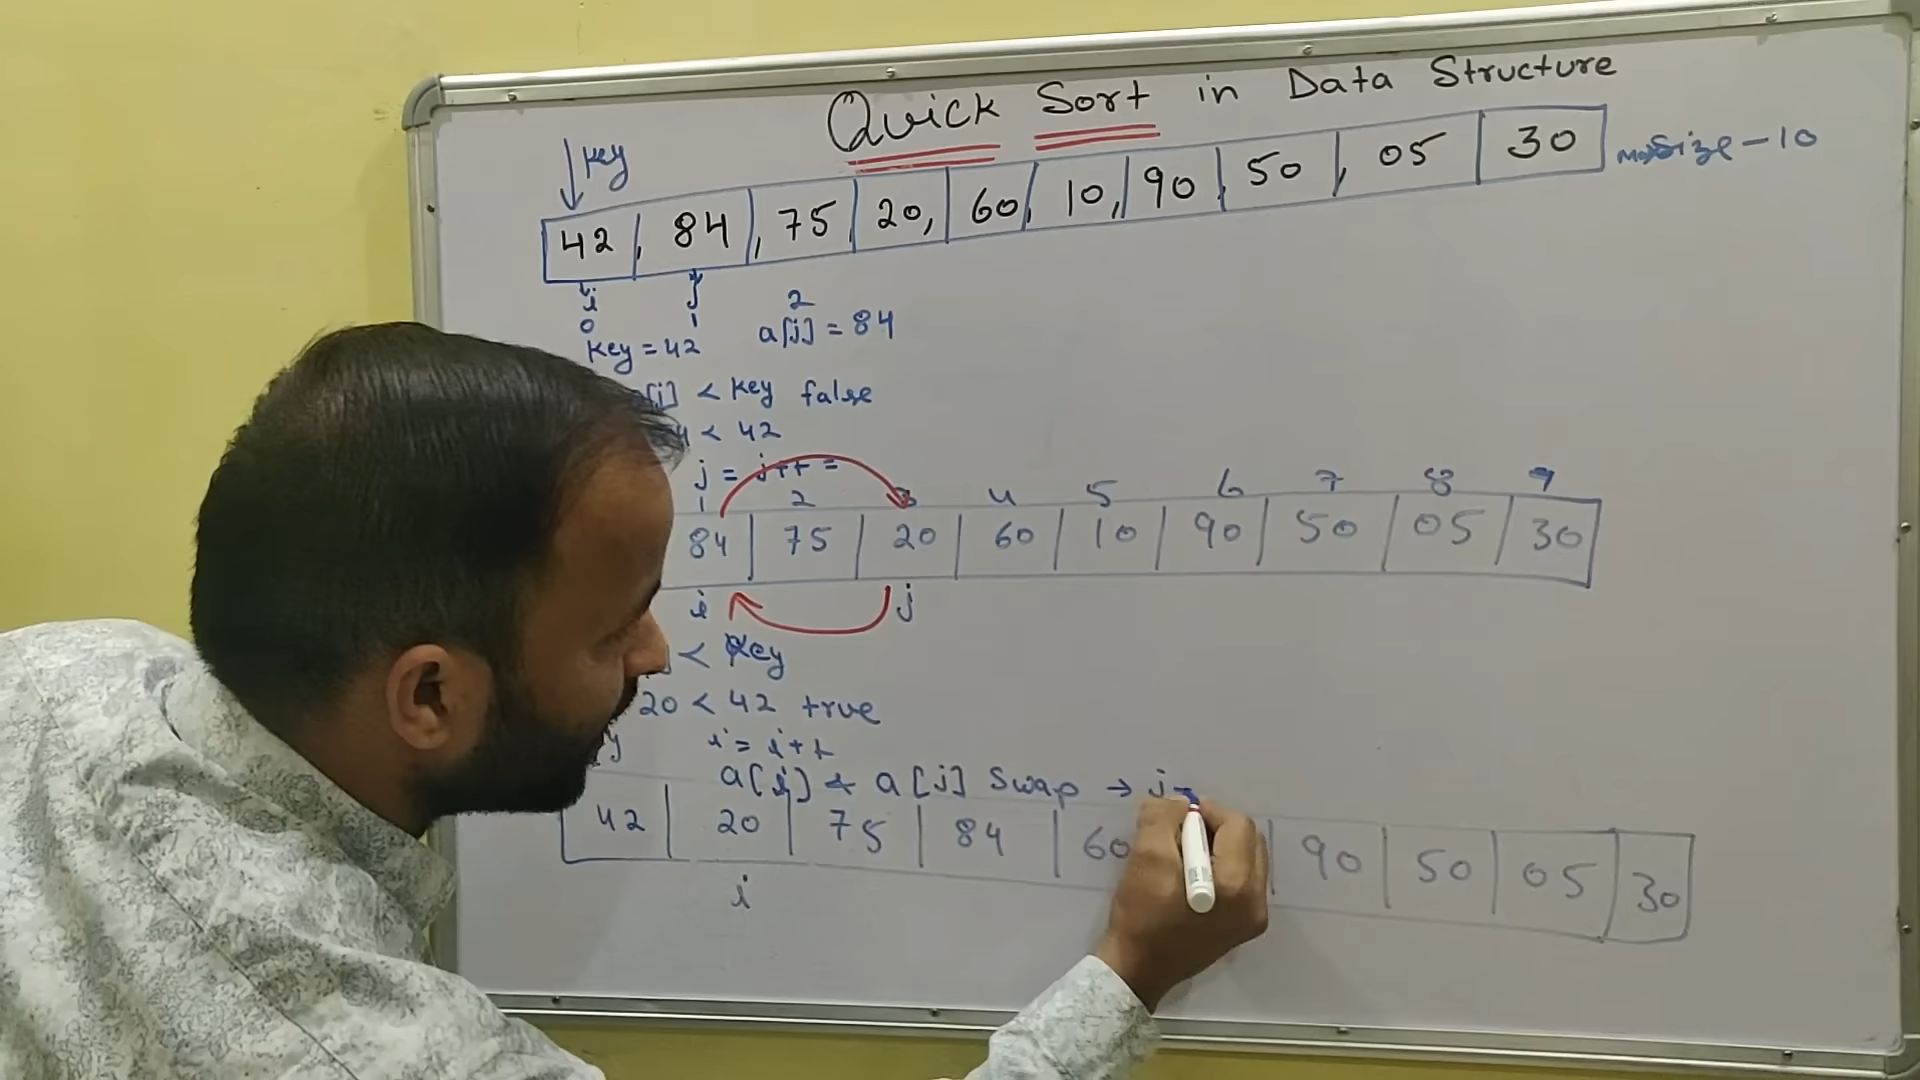 Quick Sort in Data Structure
key
42, 84, 75, 20, 60, 10, 90, 50, 05 30
Size - 10
i j
0 1
2
key = 42 a[j] = 84
[j] < key false
< 42
j = j++ =
1 2 3 4 5 6 7 8 9
84 75 20 60 10 90 50 05 30
i j
< key
20 < 42 true
i = i+1
a[i] & a[j] Swap → j
42 20 75 84 60 90 50 05 30
i